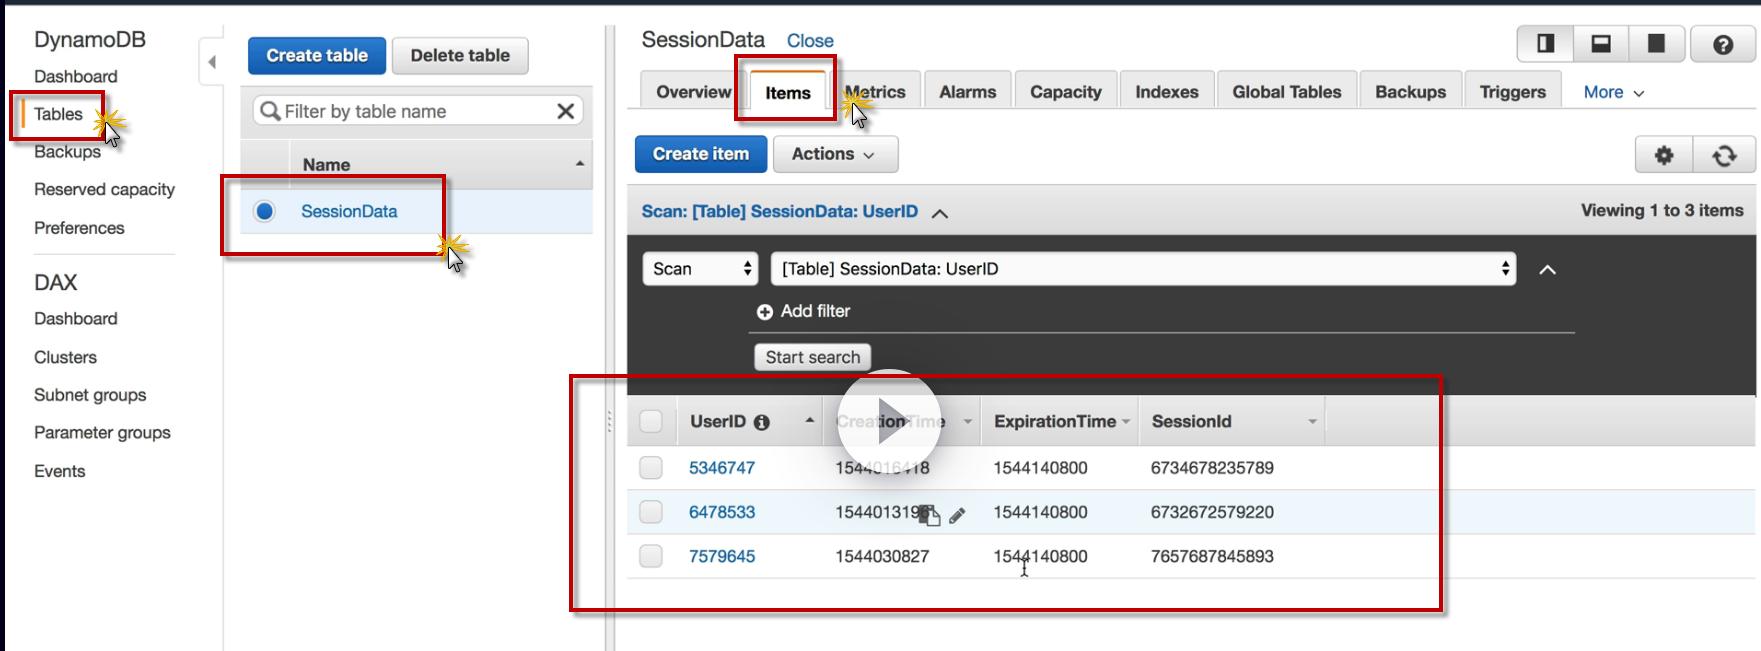 DynamoDB
Dashboard
Tables
Backups
Reserved capacity
Preferences
DAX
Dashboard
Clusters
Subnet groups
Parameter groups
Events
Create table
Delete table
Filter by table name
Name
SessionData
SessionData Close
Overview Items Metrics Alarms Capacity Indexes Global Tables Backups Triggers More
Create item Actions
Scan: [Table] SessionData: UserID Viewing 1 to 3 items
Scan [Table] SessionData: UserID
Add filter
Start search
UserID CreationTime ExpirationTime SessionId
5346747 1544016418 1544140800 6734678235789
6478533 1544140800 6732672579220
7579645 1544030827 1544140800 7657687845893